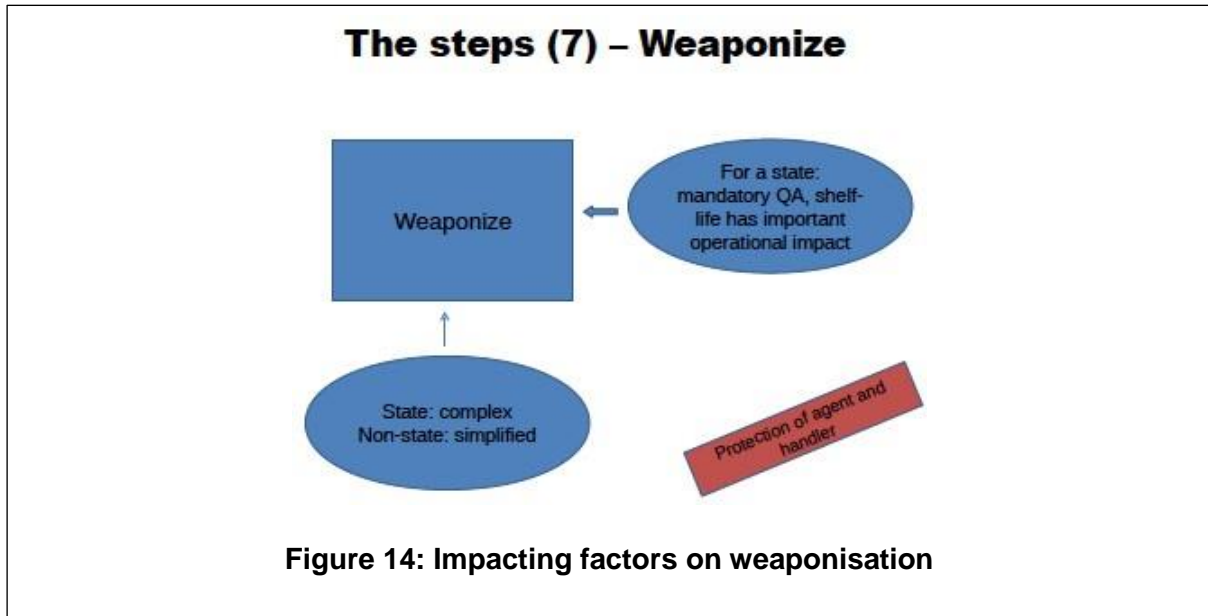 The steps (7) – Weaponize
For a state:
mandatory QA, shelf-
life has important
operational impact
Weaponize
State: complex
Non-state: simplified
Protection of agent and
handler
Figure 14: Impacting factors on weaponisation